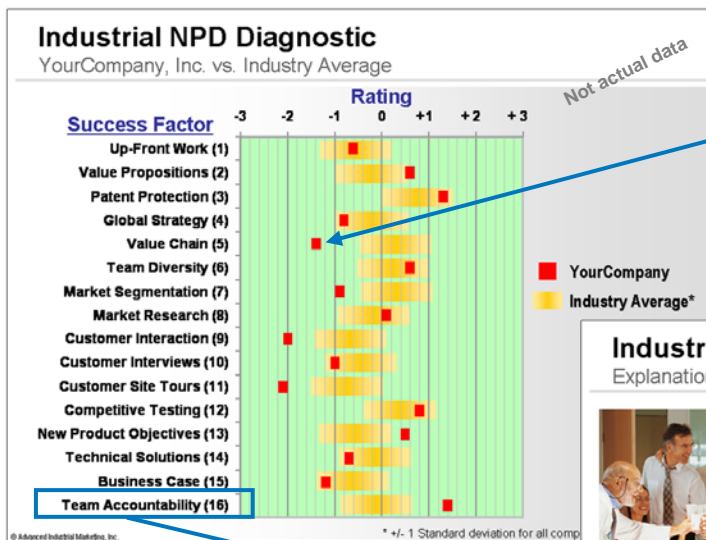 Industrial NPD Diagnostic
YourCompany, Inc. vs. Industry Average
Not actual data
Rating
Success Factor
-3 -2 -1 0 +1 +2 +3
Up-Front Work (1)
Value Propositions (2)
Patent Protection (3)
Global Strategy (4)
Value Chain (5)
Team Diversity (6)
Market Segmentation (7)
Market Research (8)
Customer Interaction (9)
Customer Interviews (10)
Customer Site Tours (11)
Competitive Testing (12)
New Product Objectives (13)
Technical Solutions (14)
Business Case (15)
Team Accountability (16)
YourCompany
Industry Average*
Industr
Explanation
* +/- 1 Standard deviation for all comp
© Advanced Industrial Marketing, Inc.